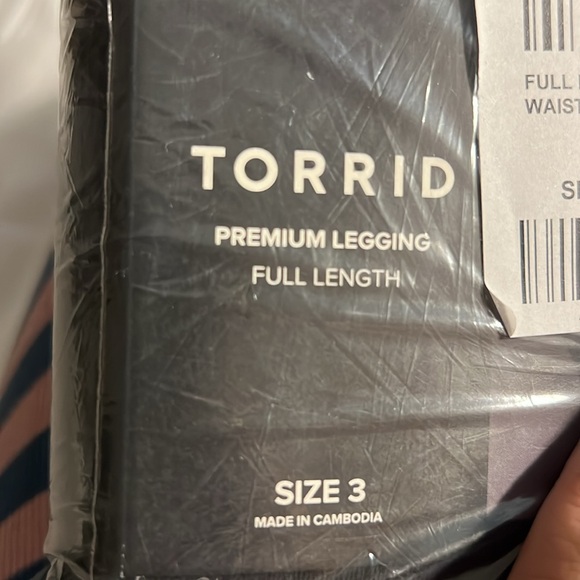 TORRID
PREMIUM LEGGING
FULL LENGTH
SIZE 3
MADE IN CAMBODIA
FULL
WAIST